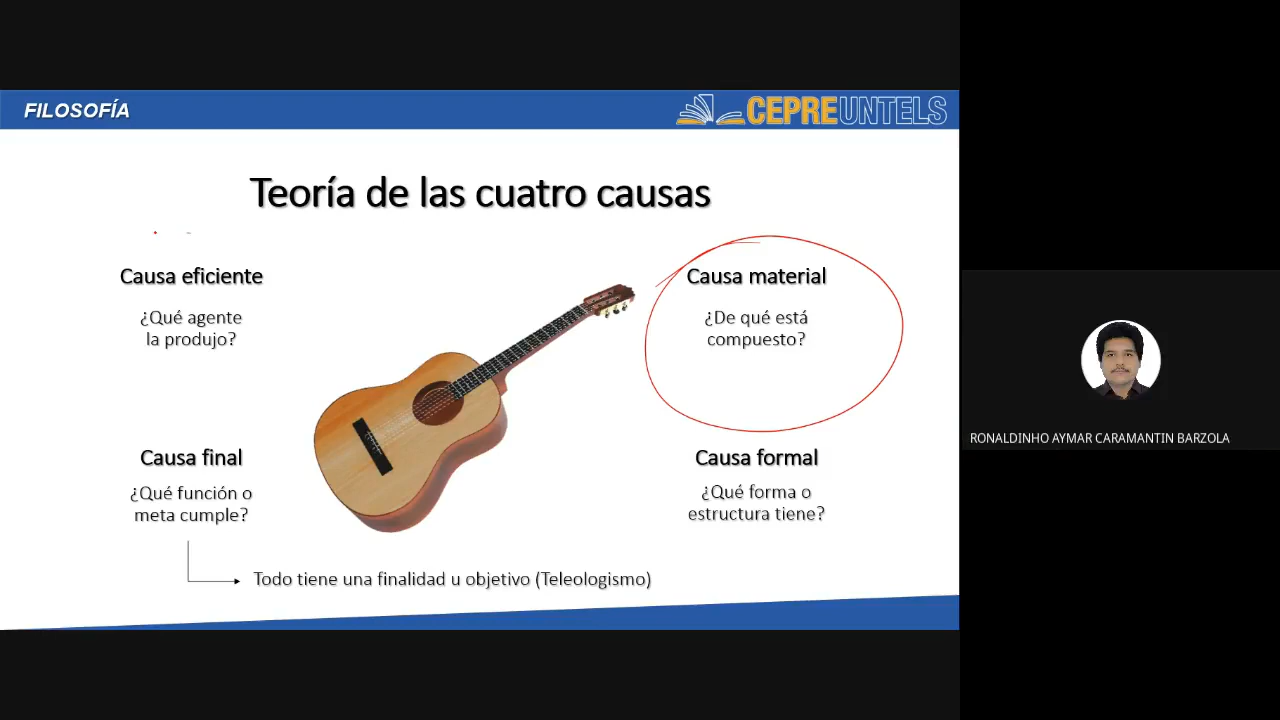 FILOSOFÍA
CEPREUNTELS
Teoría de las cuatro causas
Causa eficiente
¿Qué agente
la produjo?
Causa material
¿De qué está
compuesto?
Causa final
¿Qué función o
meta cumple?
Causa formal
¿Qué forma o
estructura tiene?
Todo tiene una finalidad u objetivo (Teleologismo)
RONALDINHO AYMAR CARAMANTIN BARZOLA